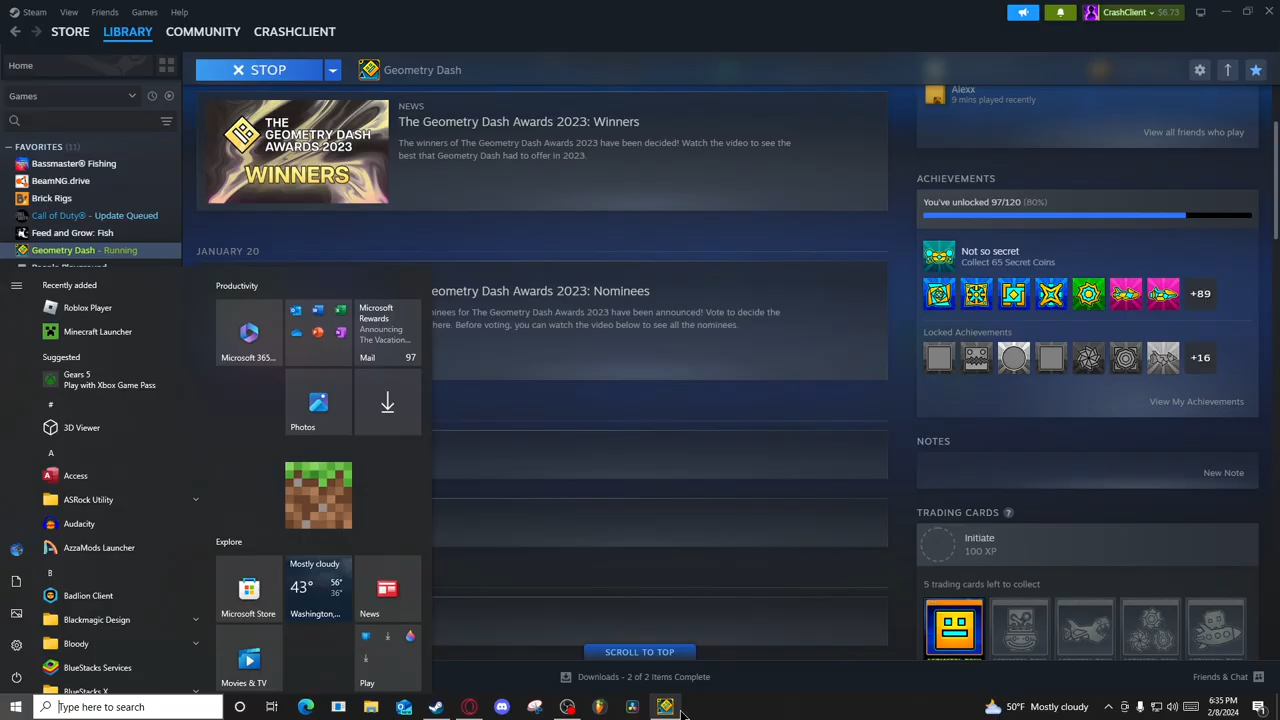 Steam View Friends Games Help
CrashClient $6.73
STORE LIBRARY COMMUNITY CRASHCLIENT
Home
STOP
Geometry Dash
Games
FAVORITES (11)
Bassmaster® Fishing
BeamNG.drive
Brick Rigs
Call of Duty® - Update Queued
Feed and Grow: Fish
Geometry Dash - Running
THE GEOMETRY DASH AWARDS 2023
WINNERS
NEWS
The Geometry Dash Awards 2023: Winners
The winners of The Geometry Dash Awards 2023 have been decided! Watch the video to see the
best that Geometry Dash had to offer in 2023.
JANUARY 20
eometry Dash Awards 2023: Nominees
ninees for The Geometry Dash Awards 2023 have been announced! Vote to decide the
here. Before voting, you can watch the video below to see all the nominees.
SCROLL TO TOP
Alexx
9 mins played recently
View all friends who play
ACHIEVEMENTS
You've unlocked 97/120 (80%)
Not so secret
Collect 65 Secret Coins
+89
Locked Achievements
+16
View My Achievements
NOTES
New Note
TRADING CARDS ?
Initiate
100 XP
5 trading cards left to collect
Recently added
Roblox Player
Minecraft Launcher
Suggested
Gears 5
Play with Xbox Game Pass
#
3D Viewer
A
Access
ASRock Utility
Audacity
AzzaMods Launcher
B
Badlion Client
Blackmagic Design
Bloody
BlueStacks Services
BlueStacks X
Productivity
Microsoft 365...
Microsoft
Rewards
Announcing
The Vacation...
Mail 97
Photos
Explore
Microsoft Store
Mostly cloudy
43° 56°
36°
Washington,...
News
Movies & TV
Play
Downloads - 2 of 2 Items Complete
Friends & Chat
Type here to search
50°F Mostly cloudy
6:35 PM
2/8/2024